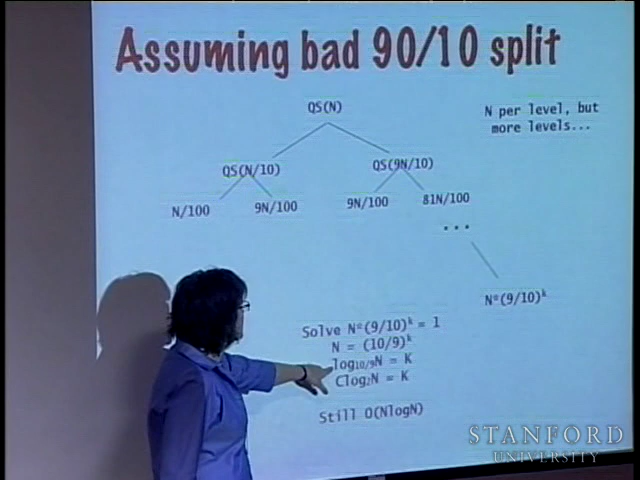 Assuming bad 90/10 split
QS(N)
N per level, but
more levels...
QS(N/10)
QS(9N/10)
N/100
9N/100
9N/100
81N/100
...
N*(9/10)ᵏ
Solve N*(9/10)ᵏ = 1
N = (10/9)ᵏ
log₁₀/₉N = K
Clog₂N = K
Still O(NlogN)
STANFORD
UNIVERSITY